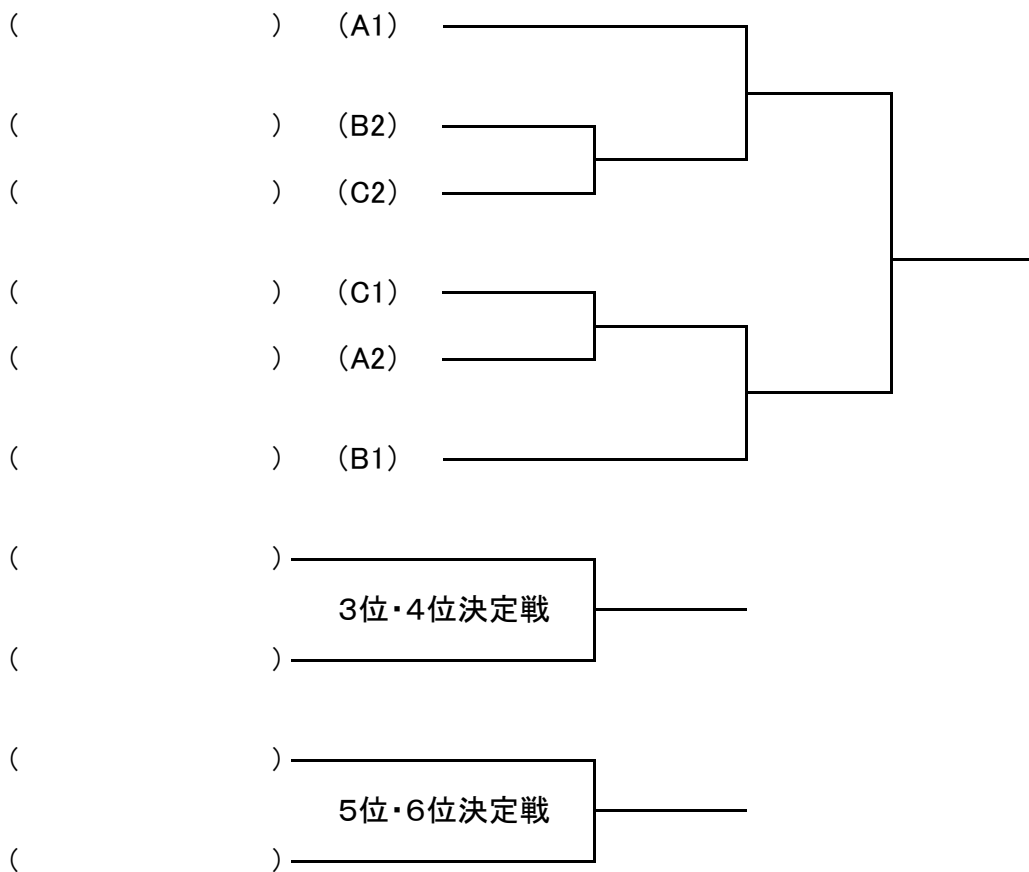 (　　　　　　　　) (A1)
(　　　　　　　　) (B2)
(　　　　　　　　) (C2)
(　　　　　　　　) (C1)
(　　　　　　　　) (A2)
(　　　　　　　　) (B1)
(　　　　　　　　)
3位・4位決定戦
(　　　　　　　　)
(　　　　　　　　)
5位・6位決定戦
(　　　　　　　　)